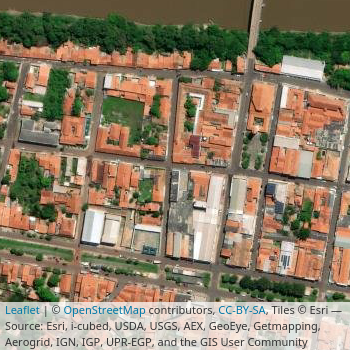 Leaflet | © OpenStreetMap contributors, CC-BY-SA, Tiles © Esri —
Source: Esri, i-cubed, USDA, USGS, AEX, GeoEye, Getmapping,
Aerogrid, IGN, IGP, UPR-EGP, and the GIS User Community